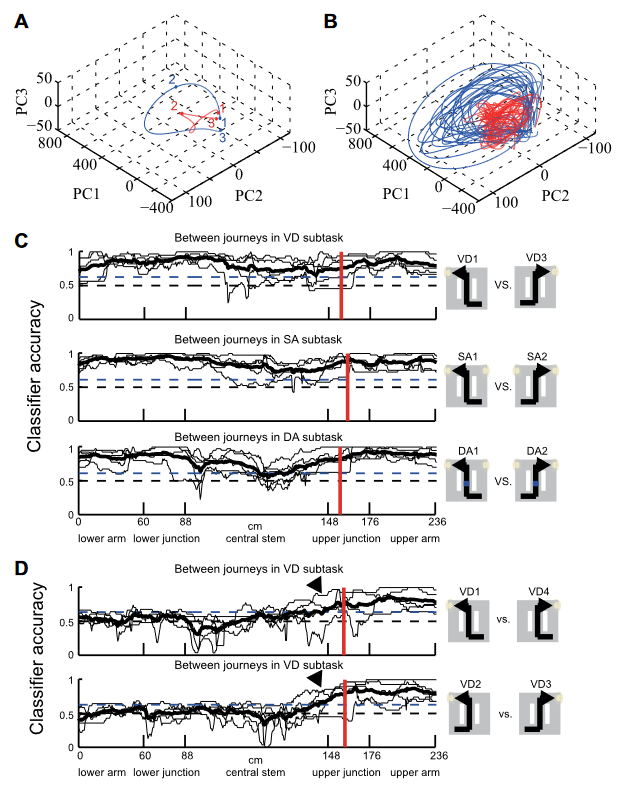 A
B
PC3
50
0
−50
800
400
0
−400
PC1
100
0
−100
PC2
2
2
1
3
1
3
PC3
50
0
−50
800
400
0
−400
PC1
100
0
−100
PC2
C
Classifier accuracy
Between journeys in VD subtask
1
0.5
0
VD1 vs. VD3
Between journeys in SA subtask
1
0.5
0
SA1 vs. SA2
Between journeys in DA subtask
1
0.5
0
DA1 vs. DA2
0 60 88 cm 148 176 236
lower arm lower junction central stem upper junction upper arm
D
Classifier accuracy
Between journeys in VD subtask
1
0.5
0
VD1 vs. VD4
Between journeys in VD subtask
1
0.5
0
VD2 vs. VD3
0 60 88 cm 148 176 236
lower arm lower junction central stem upper junction upper arm